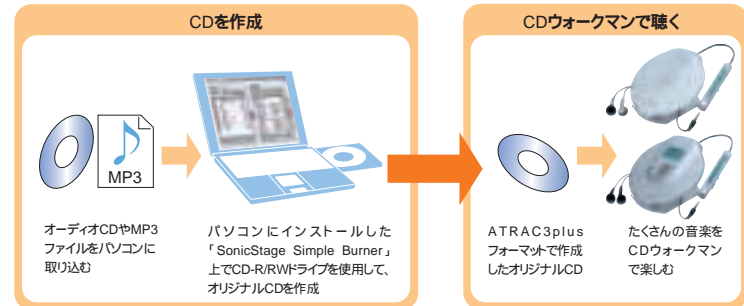 CDを作成
MP3
オーディオCDやMP3
ファイルをパソコンに
取り込む
パソコンにインストールした
「SonicStage Simple Burner」
上でCD-R/RWドライブを使用して、
オリジナルCDを作成
CDウォークマンで聴く
ATRAC3plus
フォーマットで作成
したオリジナルCD
たくさんの音楽を
CDウォークマン
で楽しむ